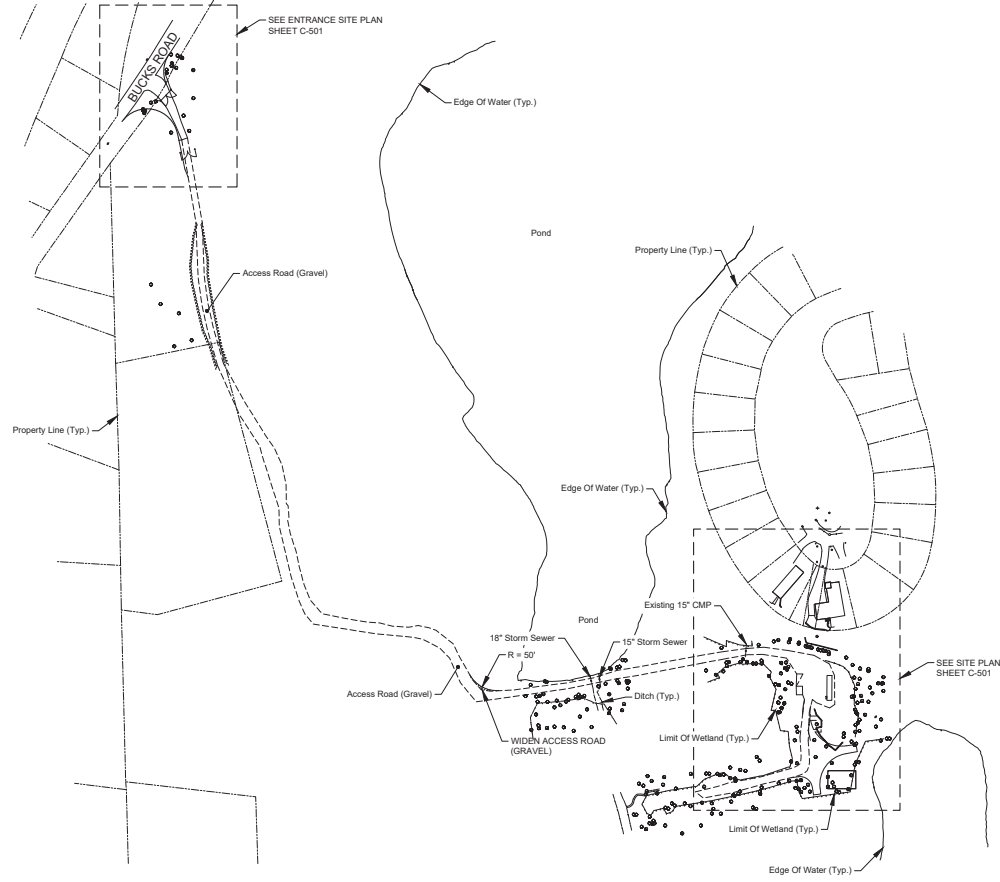 SEE ENTRANCE SITE PLAN
SHEET C-501
BUCKS ROAD
Edge Of Water (Typ.)
Pond
Property Line (Typ.)
Access Road (Gravel)
Property Line (Typ.)
Edge Of Water (Typ.)
Existing 15" CMP
Pond
18" Storm Sewer
15" Storm Sewer
R = 50'
SEE SITE PLAN
SHEET C-501
Access Road (Gravel)
Ditch (Typ.)
WIDEN ACCESS ROAD
(GRAVEL)
Limit Of Wetland (Typ.)
Limit Of Wetland (Typ.)
Edge Of Water (Typ.)